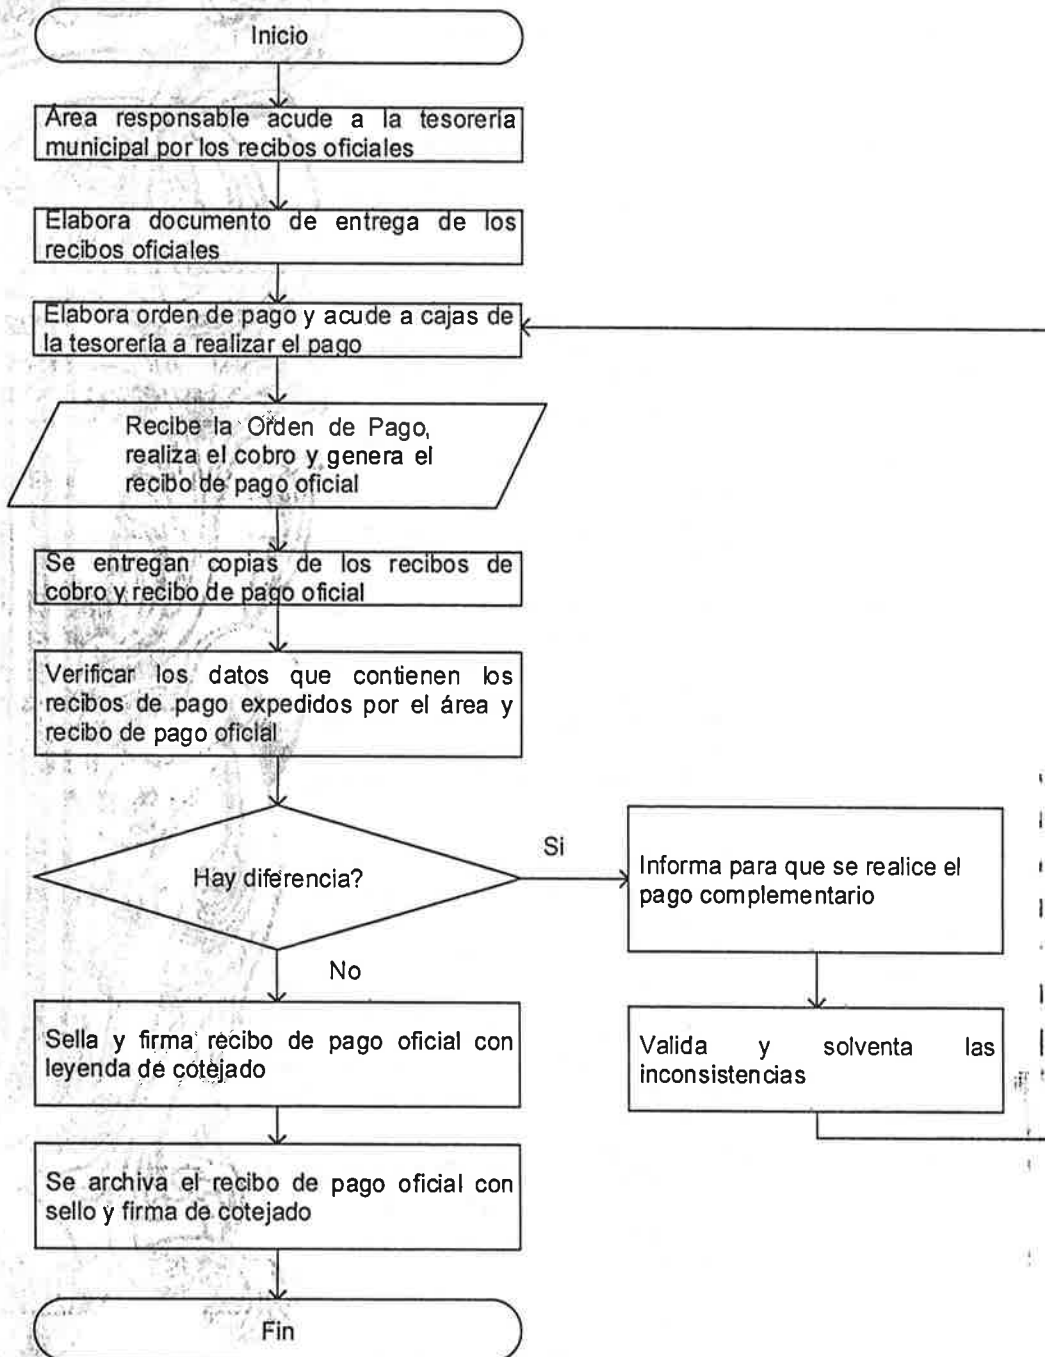 Inicio
Área responsable acude a la tesorería
municipal por los recibos oficiales
Elabora documento de entrega de los
recibos oficiales
Elabora orden de pago y acude a cajas de
la tesorería a realizar el pago
Recibe la Orden de Pago,
realiza el cobro y genera el
recibo de pago oficial
Se entregan copias de los recibos de
cobro y recibo de pago oficial
Verificar los datos que contienen los
recibos de pago expedidos por el área y
recibo de pago oficial
Hay diferencia?
Si
Informa para que se realice el
pago complementario
No
Sella y firma recibo de pago oficial con
leyenda de cotejado
Valida y solventa las
inconsistencias
Se archiva el recibo de pago oficial con
sello y firma de cotejado
Fin